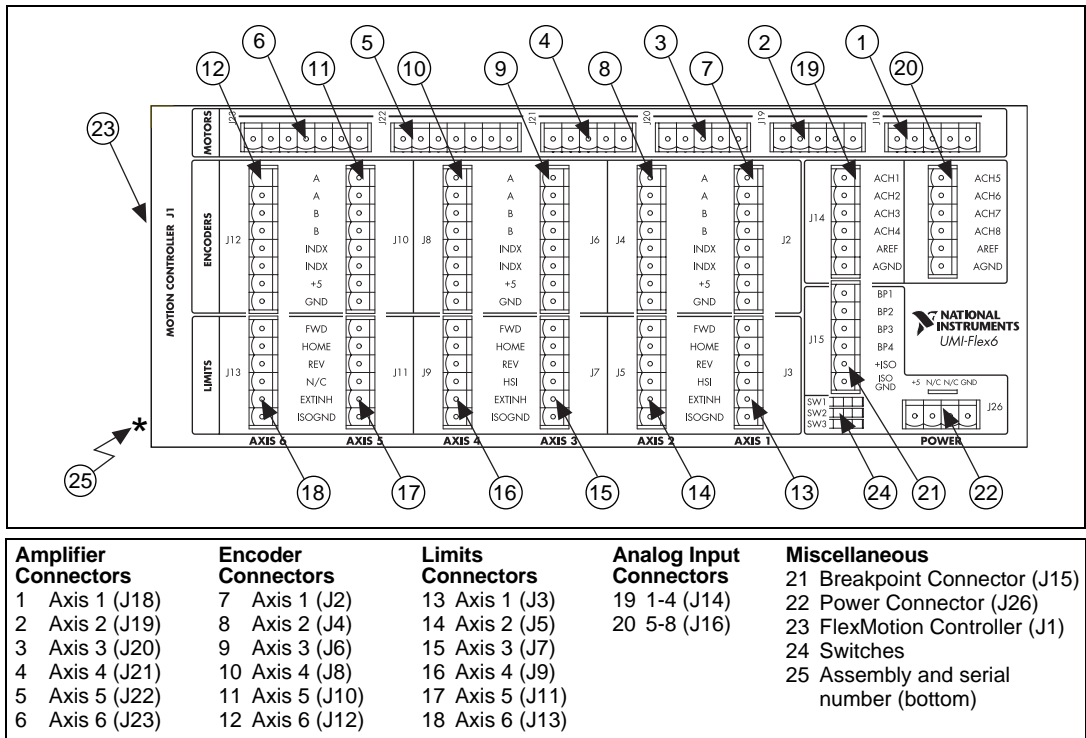 6 5 4 3 2 1
12 11 10 9 8 7 19 20
23
MOTORS
J23 J22 J21 J20 J19 J18
MOTION CONTROLLER J1
ENCODERS
J12 J10 J8 J6 J4 J2 J14
A A A ACH1 ACH5
A A A ACH2 ACH6
B B B ACH3 ACH7
B B B ACH4 ACH8
INDX INDX INDX AREF AREF
INDX INDX INDX AGND AGND
+5 +5 +5
GND GND GND
BP1
BP2
BP3
BP4
+ISO
ISO
GND
J15
NATIONAL
INSTRUMENTS
UMI-Flex6
LIMITS
J13 J11 J9 J7 J5 J3
FWD FWD FWD
HOME HOME HOME
REV REV REV
N/C HSI HSI
EXTINH EXTINH EXTINH
ISOGND ISOGND ISOGND
AXIS 6 AXIS 5 AXIS 4 AXIS 3 AXIS 2 AXIS 1
SW1
SW2
SW3
+5 N/C N/C GND
J26
POWER
*
25
18 17 16 15 14 13 24 21 22
Amplifier
Connectors
1 Axis 1 (J18)
2 Axis 2 (J19)
3 Axis 3 (J20)
4 Axis 4 (J21)
5 Axis 5 (J22)
6 Axis 6 (J23)
Encoder
Connectors
7 Axis 1 (J2)
8 Axis 2 (J4)
9 Axis 3 (J6)
10 Axis 4 (J8)
11 Axis 5 (J10)
12 Axis 6 (J12)
Limits
Connectors
13 Axis 1 (J3)
14 Axis 2 (J5)
15 Axis 3 (J7)
16 Axis 4 (J9)
17 Axis 5 (J11)
18 Axis 6 (J13)
Analog Input
Connectors
19 1-4 (J14)
20 5-8 (J16)
Miscellaneous
21 Breakpoint Connector (J15)
22 Power Connector (J26)
23 FlexMotion Controller (J1)
24 Switches
25 Assembly and serial
number (bottom)